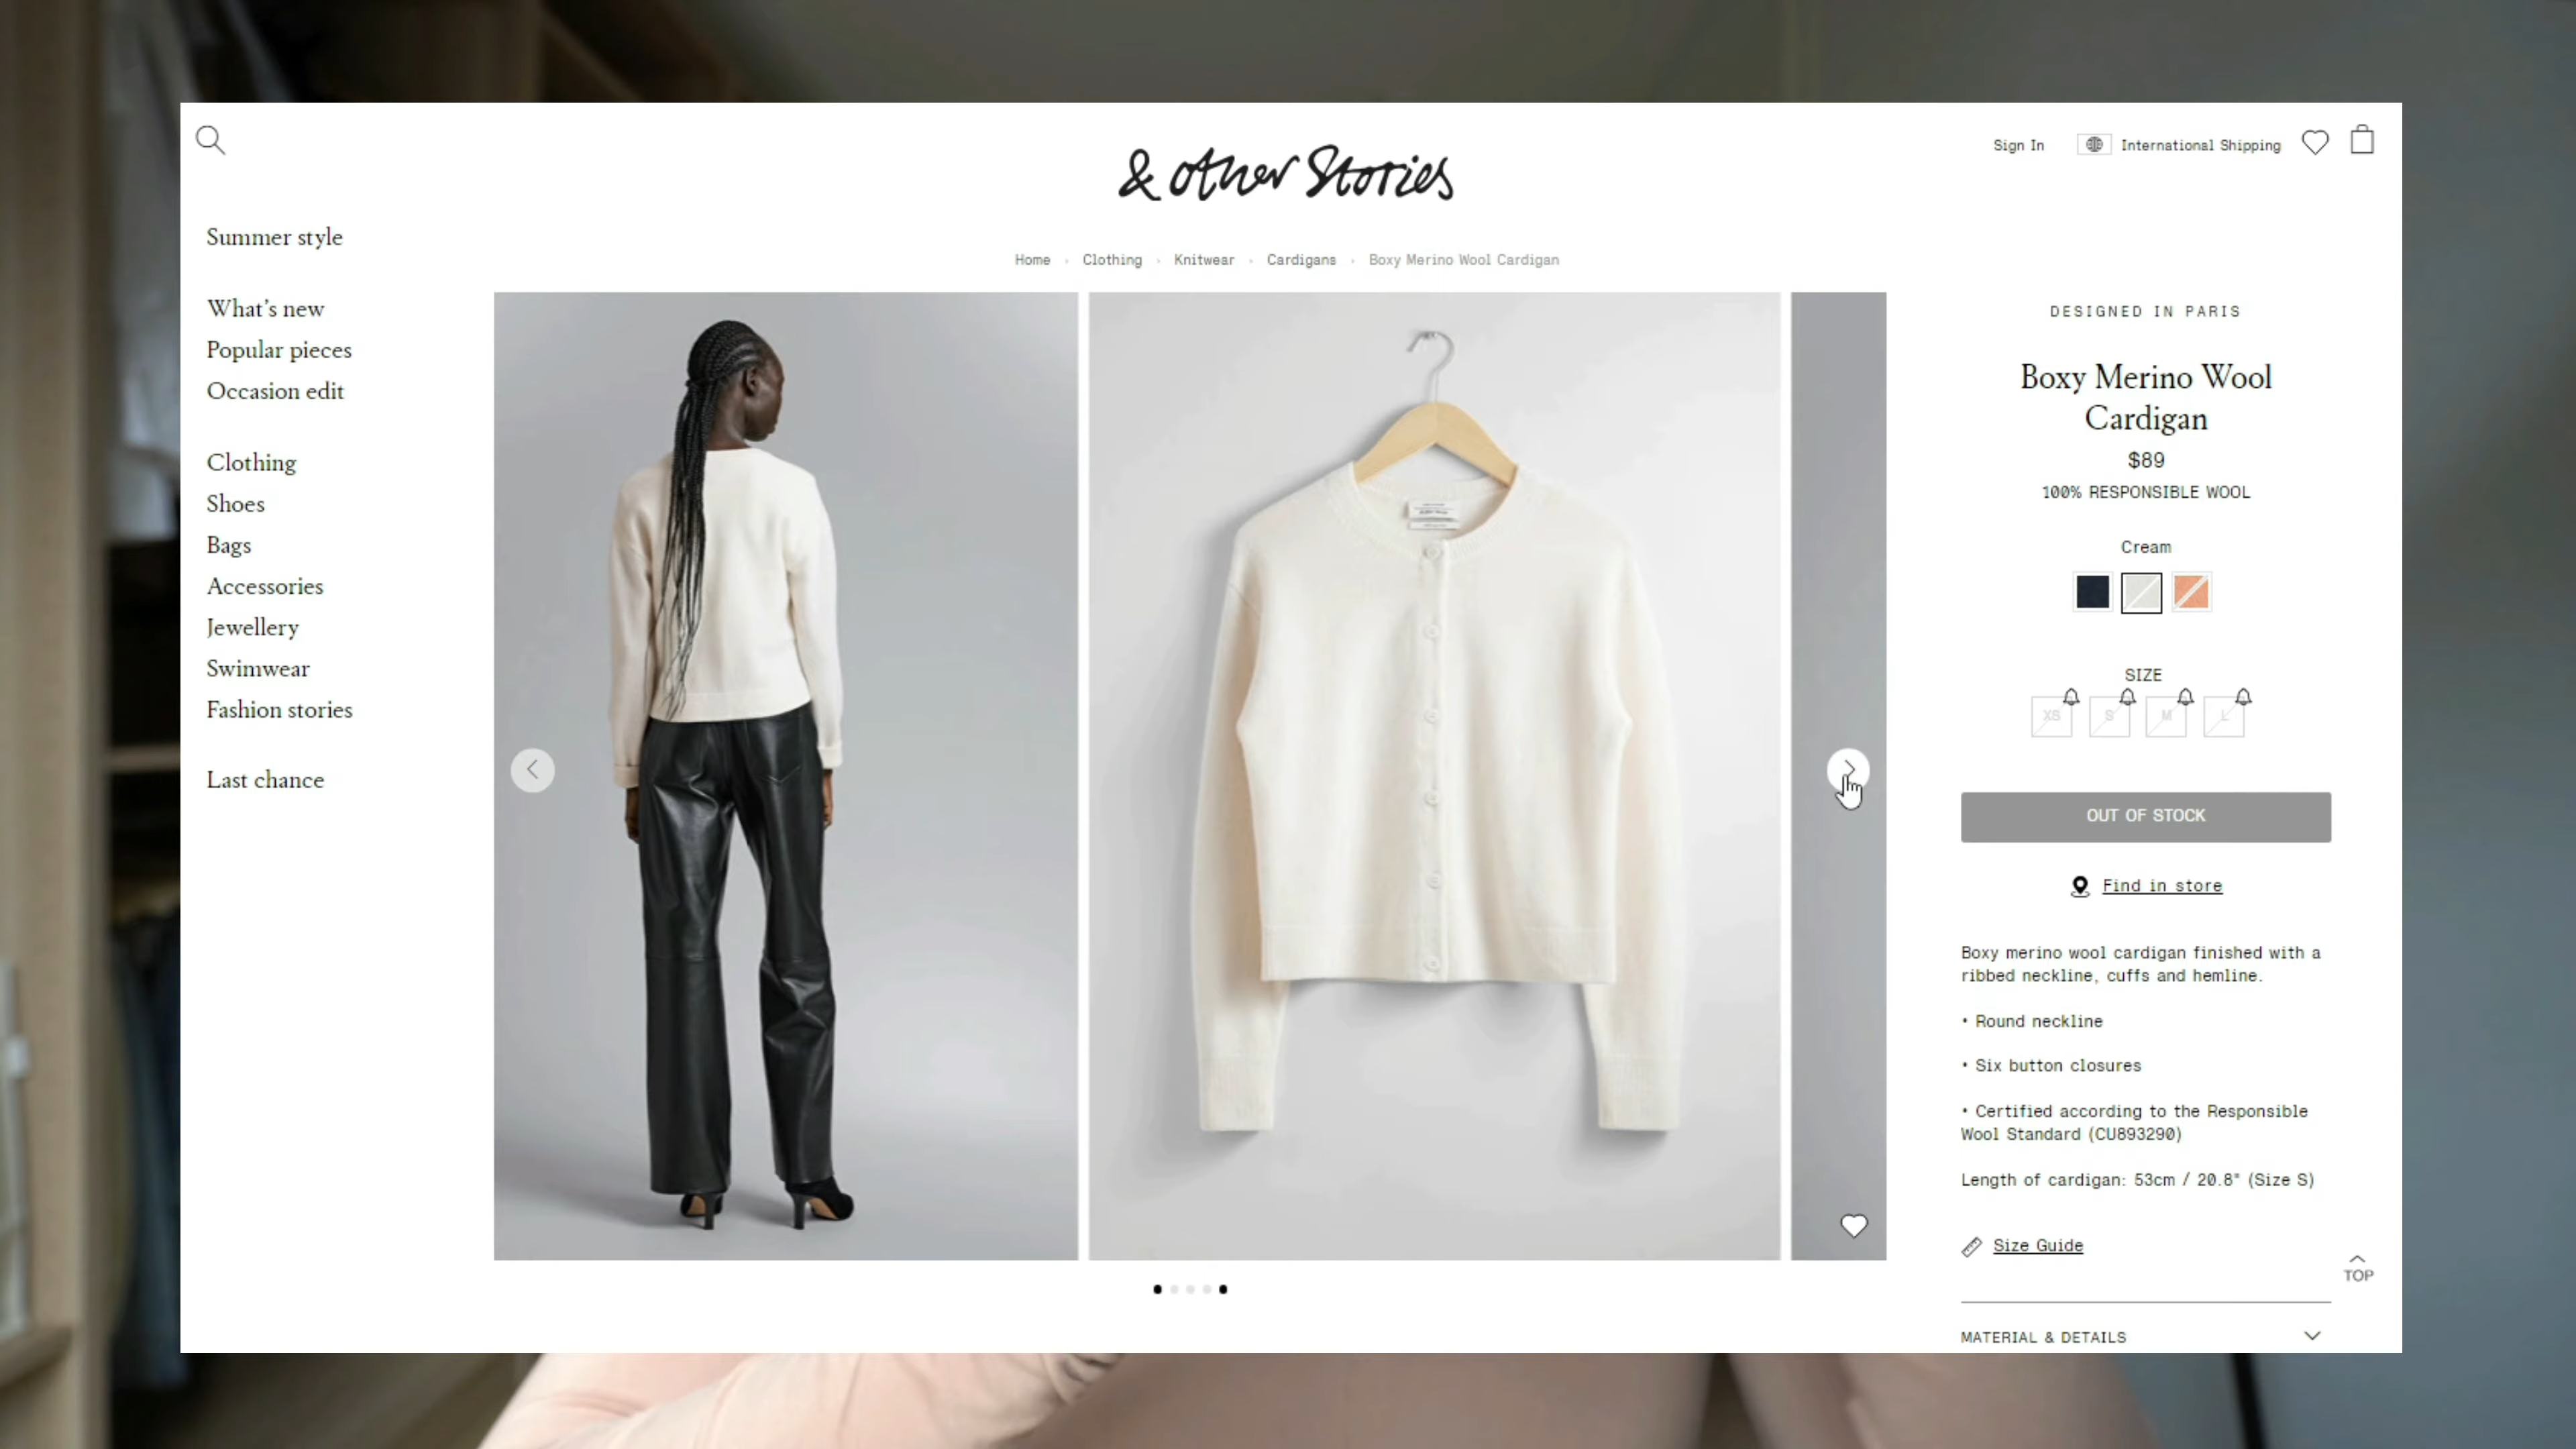 & other Stories
Sign In
International Shipping
Summer style
What's new
Popular pieces
Occasion edit
Clothing
Shoes
Bags
Accessories
Jewellery
Swimwear
Fashion stories
Last chance
Home › Clothing › Knitwear › Cardigans › Boxy Merino Wool Cardigan
DESIGNED IN PARIS
Boxy Merino Wool
Cardigan
$89
100% RESPONSIBLE WOOL
Cream
SIZE
XS S M L
OUT OF STOCK
Find in store
Boxy merino wool cardigan finished with a
ribbed neckline, cuffs and hemline.
• Round neckline
• Six button closures
• Certified according to the Responsible
Wool Standard (CU893290)
Length of cardigan: 53cm / 20.8" (Size S)
Size Guide
TOP
MATERIAL & DETAILS